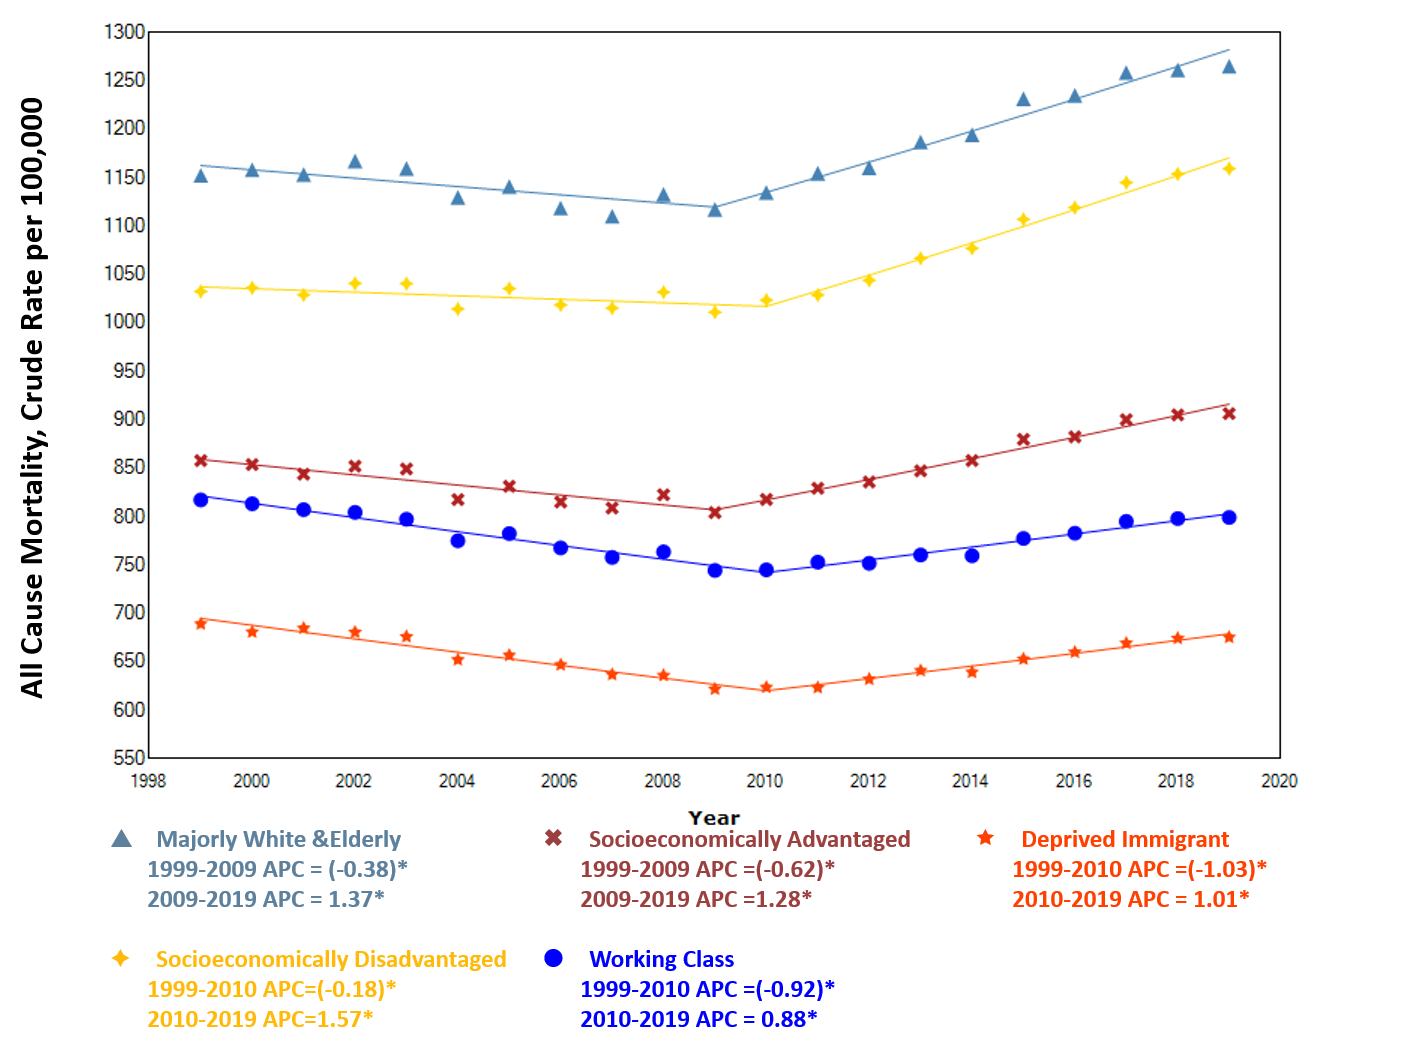 All Cause Mortality, Crude Rate per 100,000
1300
1250
1200
1150
1100
1050
1000
950
900
850
800
750
700
650
600
550
1998 2000 2002 2004 2006 2008 2010 2012 2014 2016 2018 2020
Year
Majorly White &Elderly
1999-2009 APC = (-0.38)*
2009-2019 APC = 1.37*
Socioeconomically Advantaged
1999-2009 APC =(-0.62)*
2009-2019 APC =1.28*
Deprived Immigrant
1999-2010 APC =(-1.03)*
2010-2019 APC = 1.01*
Socioeconomically Disadvantaged
1999-2010 APC=(-0.18)*
2010-2019 APC=1.57*
Working Class
1999-2010 APC =(-0.92)*
2010-2019 APC = 0.88*